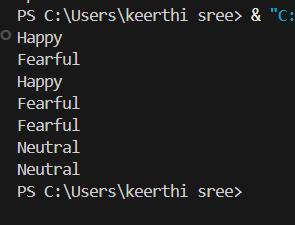 PS C:\Users\keerthi sree> & "C:
Happy
Fearful
Happy
Fearful
Fearful
Neutral
Neutral
PS C:\Users\keerthi sree>